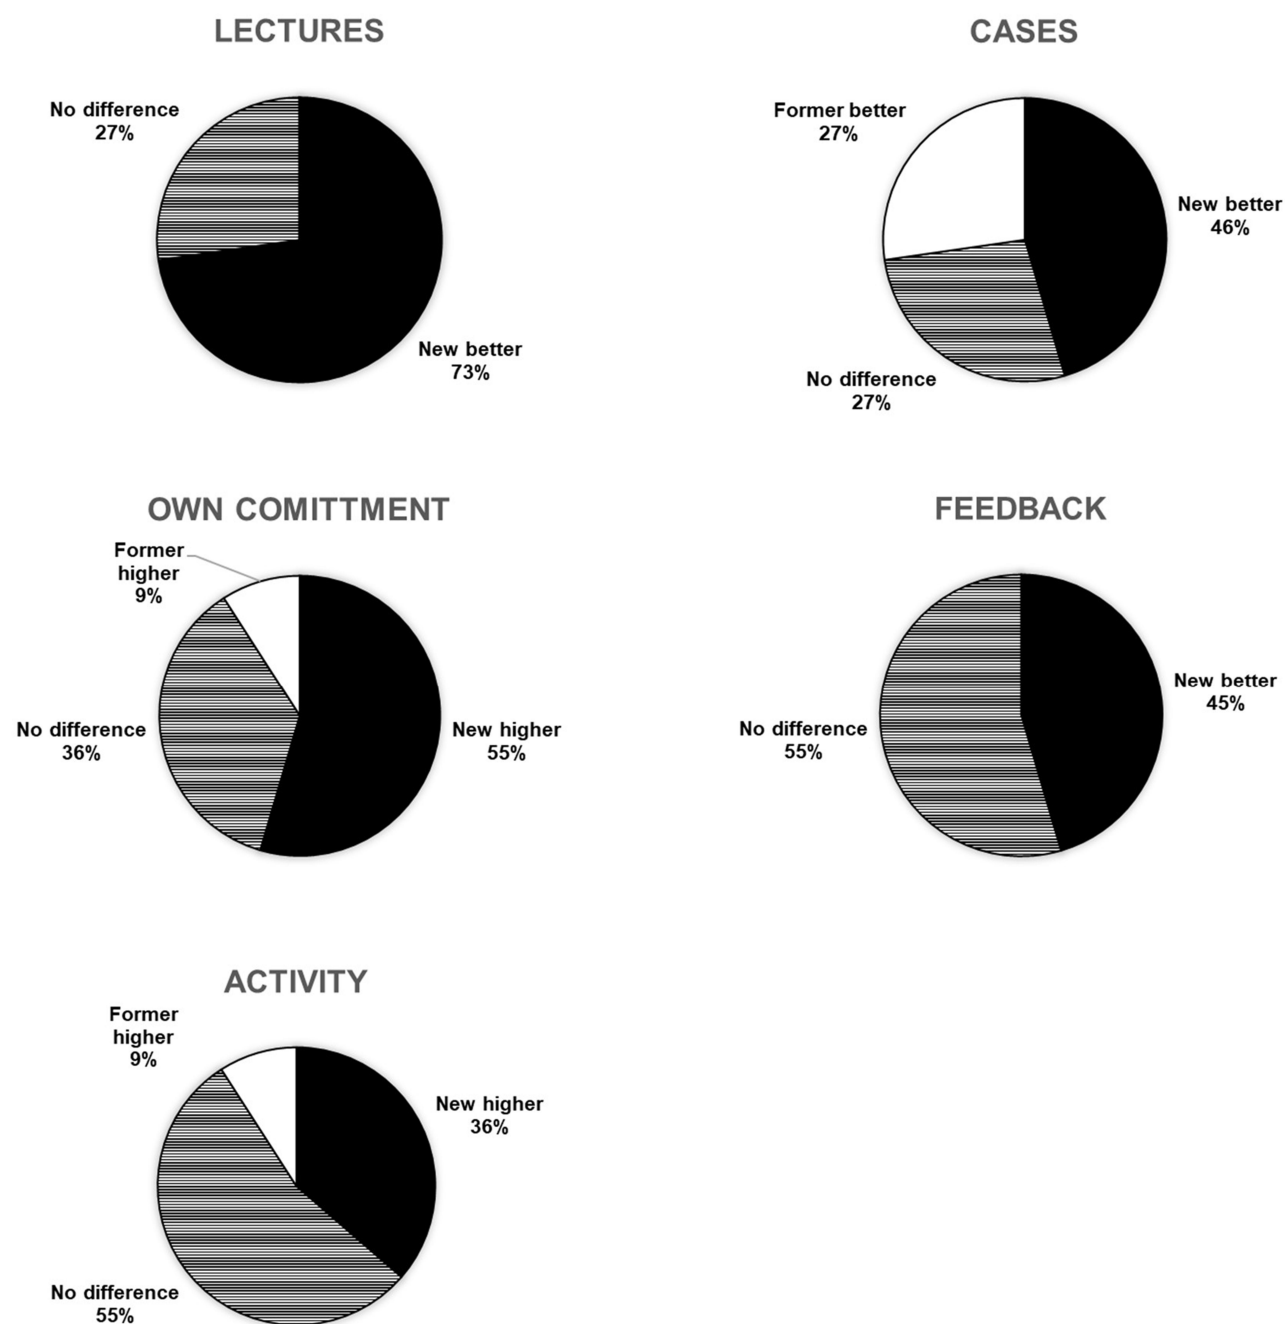 LECTURES
No difference
27%
New better
73%
CASES
Former better
27%
New better
46%
No difference
27%
OWN COMITTMENT
Former
higher
9%
No difference
36%
New higher
55%
FEEDBACK
New better
45%
No difference
55%
ACTIVITY
Former
higher
9%
New higher
36%
No difference
55%